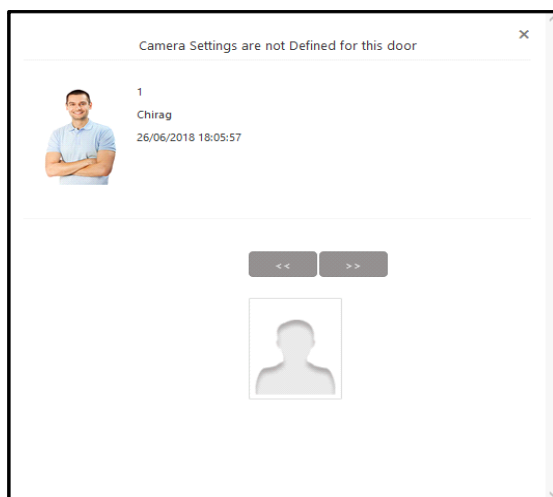 ×
Camera Settings are not Defined for this door
1
Chirag
26/06/2018 18:05:57
<< >>